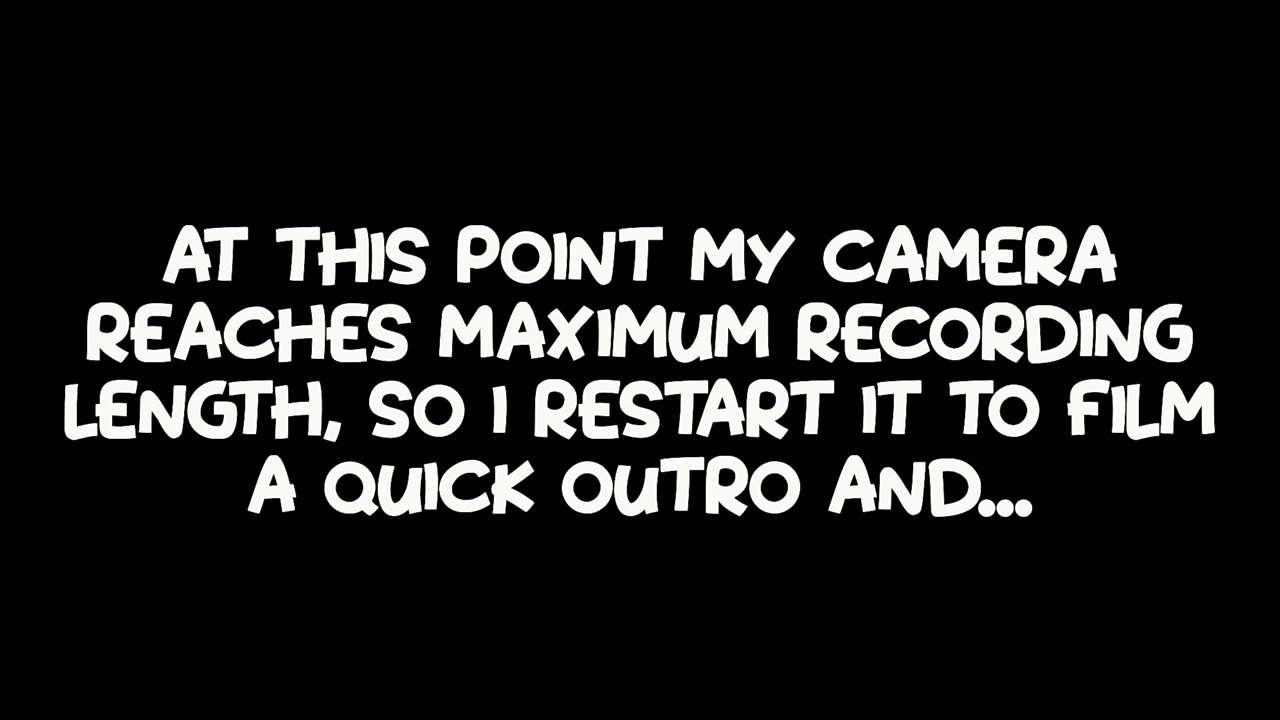 AT THIS POINT MY CAMERA
REACHES MAXIMUM RECORDING
LENGTH, SO I RESTART IT TO FILM
A QUICK OUTRO AND...